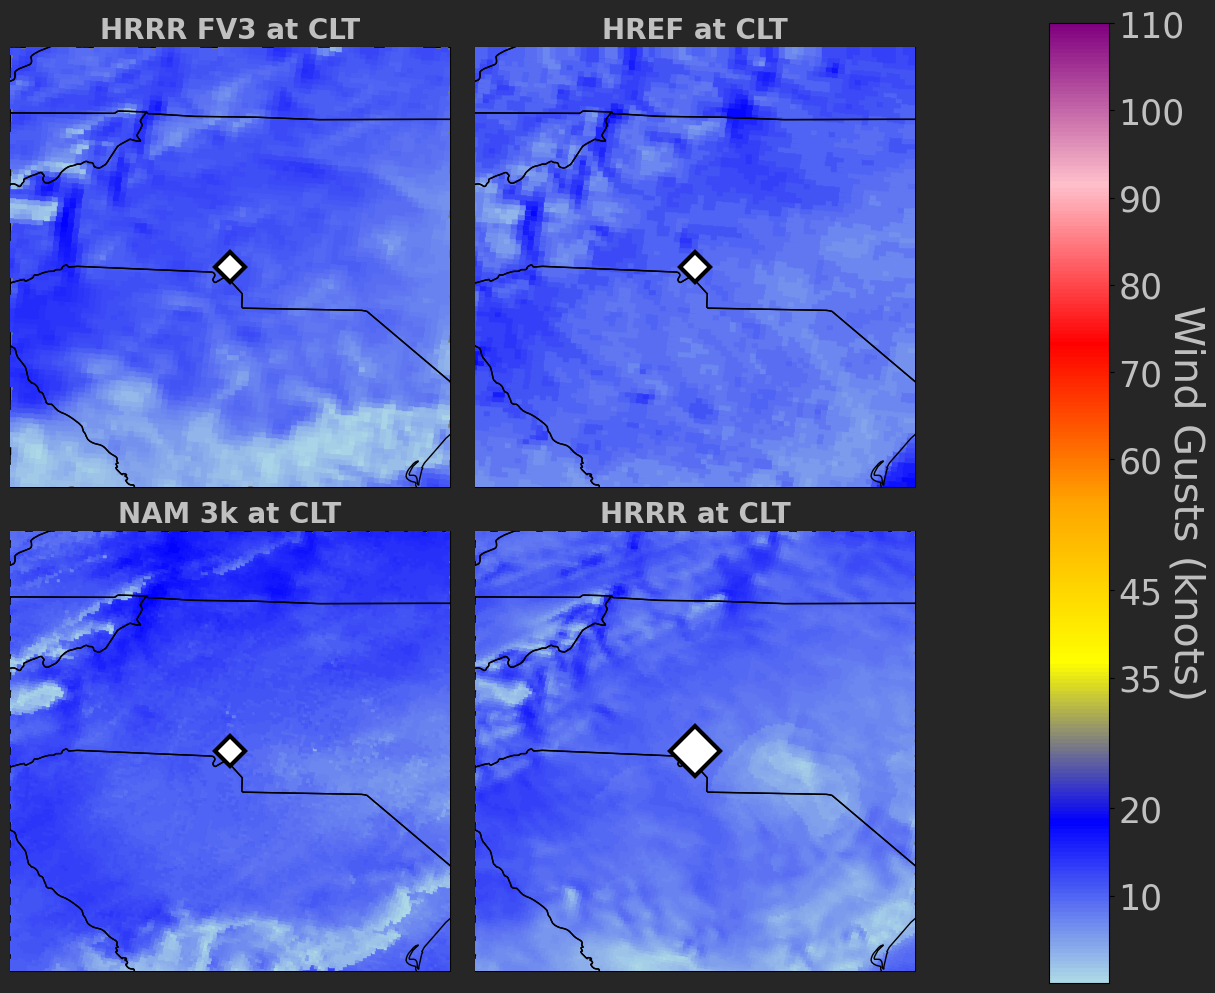 HRRR FV3 at CLT
HREF at CLT
NAM 3k at CLT
HRRR at CLT
110
100
90
80
70
60
45
35
20
10
Wind Gusts (knots)